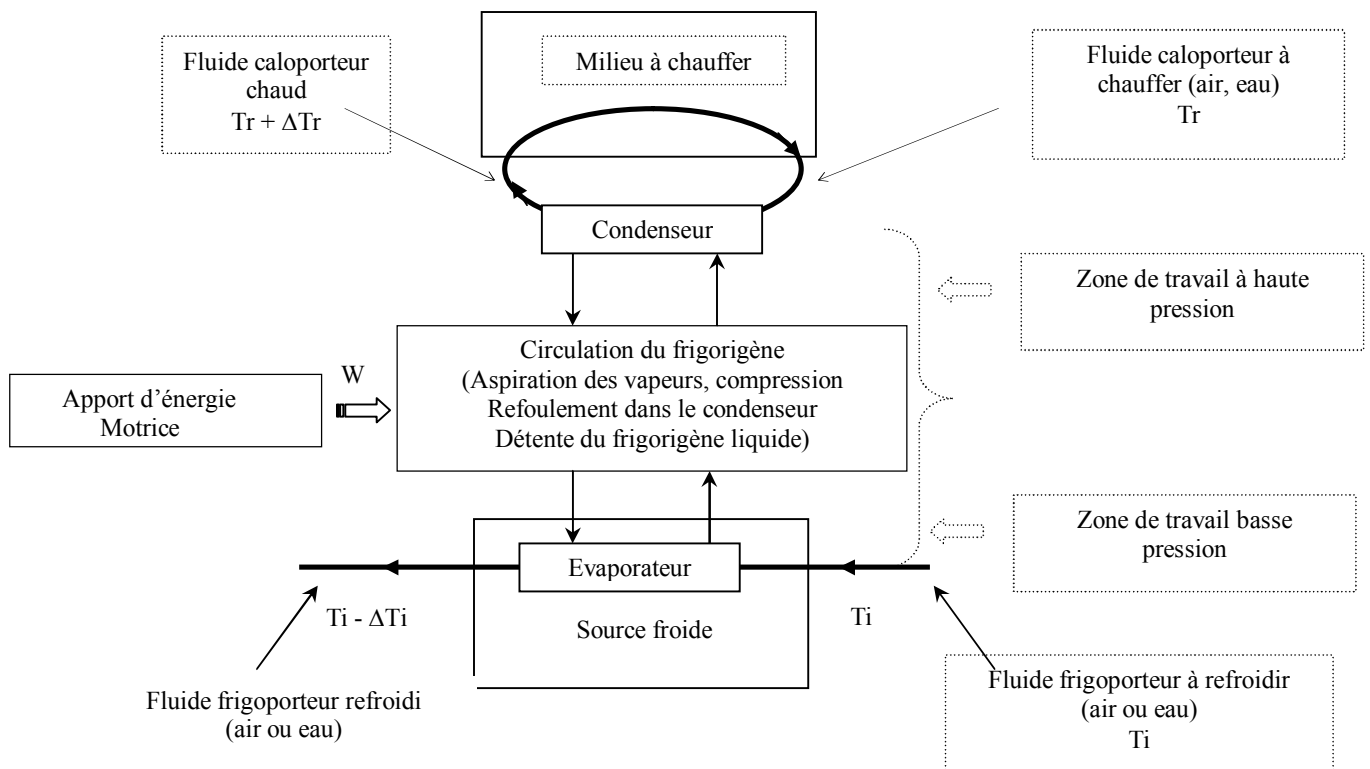 Fluide caloporteur
chaud
Tr + ΔTr
Milieu à chauffer
Fluide caloporteur à
chauffer (air, eau)
Tr
Condenseur
Zone de travail à haute
pression
Circulation du frigorigène
(Aspiration des vapeurs, compression
Refoulement dans le condenseur
Détente du frigorigène liquide)
W
Apport d’énergie
Motrice
Zone de travail basse
pression
Evaporateur
Ti - ΔTi
Source froide
Ti
Fluide frigoporteur refroidi
(air ou eau)
Fluide frigoporteur à refroidir
(air ou eau)
Ti